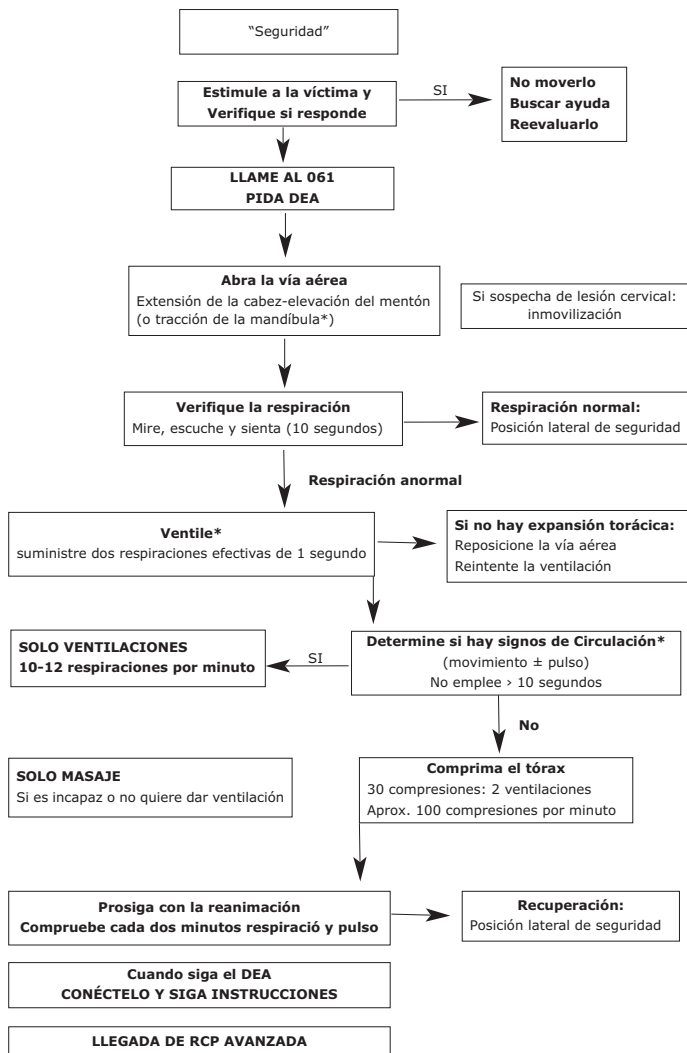 “Seguridad”
Estimule a la víctima y
Verifique si responde
SI
No moverlo
Buscar ayuda
Reevaluarlo
LLAME AL 061
PIDA DEA
Abra la vía aérea
Extensión de la cabez-elevación del mentón
(o tracción de la mandíbula*)
Si sospecha de lesión cervical:
inmovilización
Verifique la respiración
Mire, escuche y sienta (10 segundos)
Respiración normal:
Posición lateral de seguridad
Respiración anormal
Ventile*
suministre dos respiraciones efectivas de 1 segundo
Si no hay expansión torácica:
Reposicione la vía aérea
Reintente la ventilación
SOLO VENTILACIONES
10-12 respiraciones por minuto
SI
Determine si hay signos de Circulación*
(movimiento ± pulso)
No emplee › 10 segundos
No
SOLO MASAJE
Si es incapaz o no quiere dar ventilación
Comprima el tórax
30 compresiones: 2 ventilaciones
Aprox. 100 compresiones por minuto
Prosiga con la reanimación
Compruebe cada dos minutos respiració y pulso
Recuperación:
Posición lateral de seguridad
Cuando siga el DEA
CONÉCTELO Y SIGA INSTRUCCIONES
LLEGADA DE RCP AVANZADA